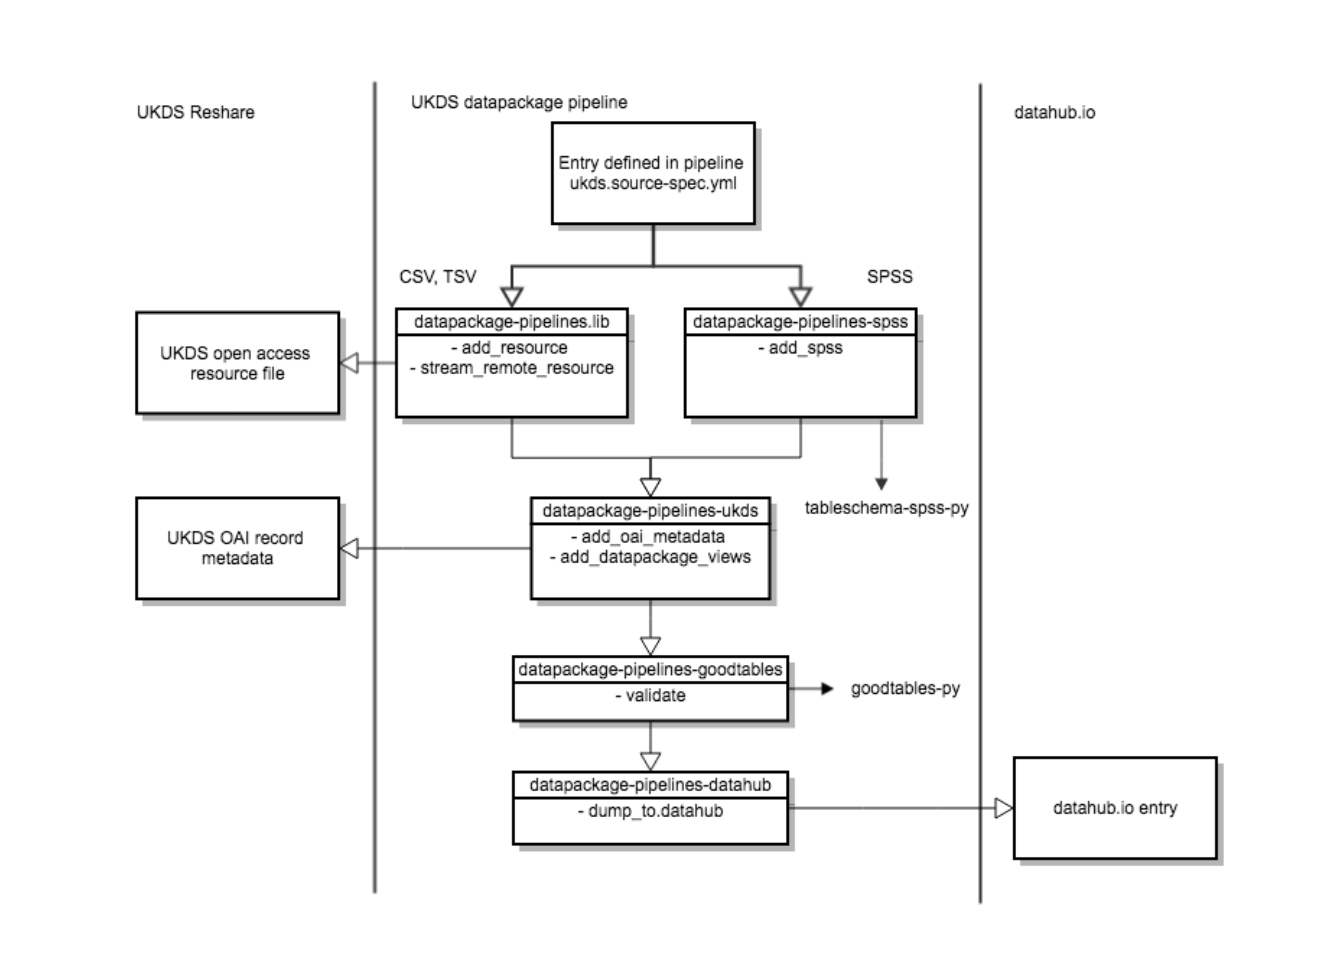 UKDS Reshare
UKDS datapackage pipeline
datahub.io
Entry defined in pipeline
ukds.source-spec.yml
CSV, TSV
SPSS
datapackage-pipelines.lib
- add_resource
- stream_remote_resource
datapackage-pipelines-spss
- add_spss
UKDS open access
resource file
tableschema-spss-py
datapackage-pipelines-ukds
- add_oai_metadata
- add_datapackage_views
UKDS OAI record
metadata
datapackage-pipelines-goodtables
- validate
goodtables-py
datapackage-pipelines-datahub
- dump_to.datahub
datahub.io entry